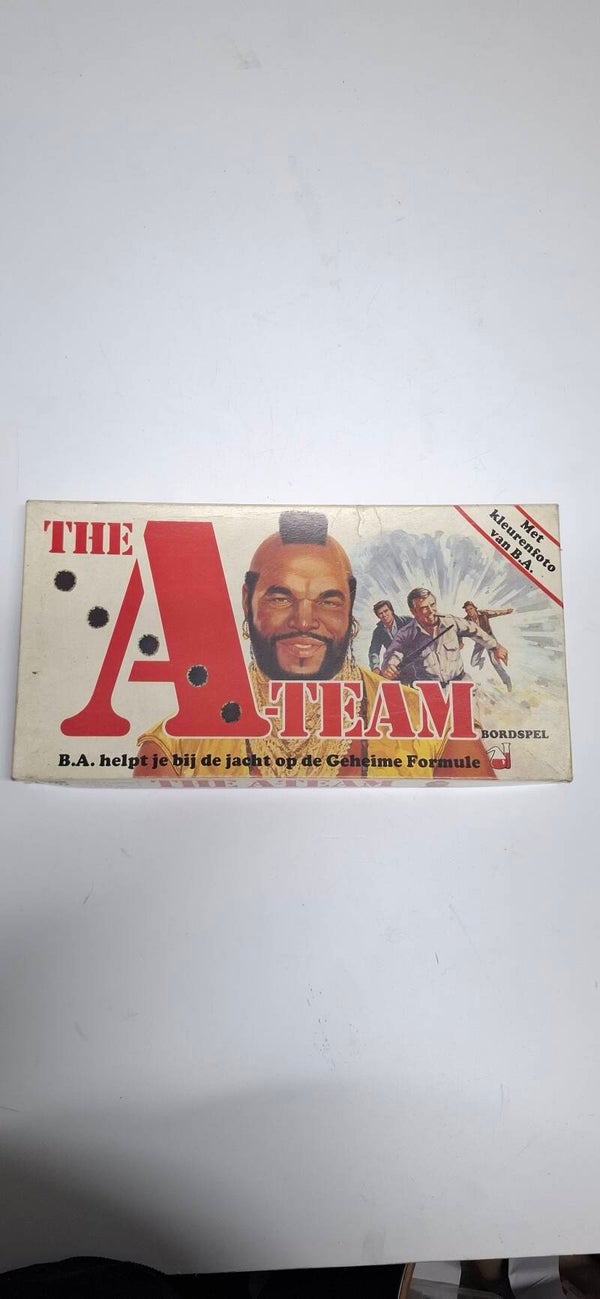 THE
A-TEAM
Met
kleurenfoto
van B.A.
BORDSPEL
B.A. helpt je bij de jacht op de Geheime Formule
THE A-TEAM